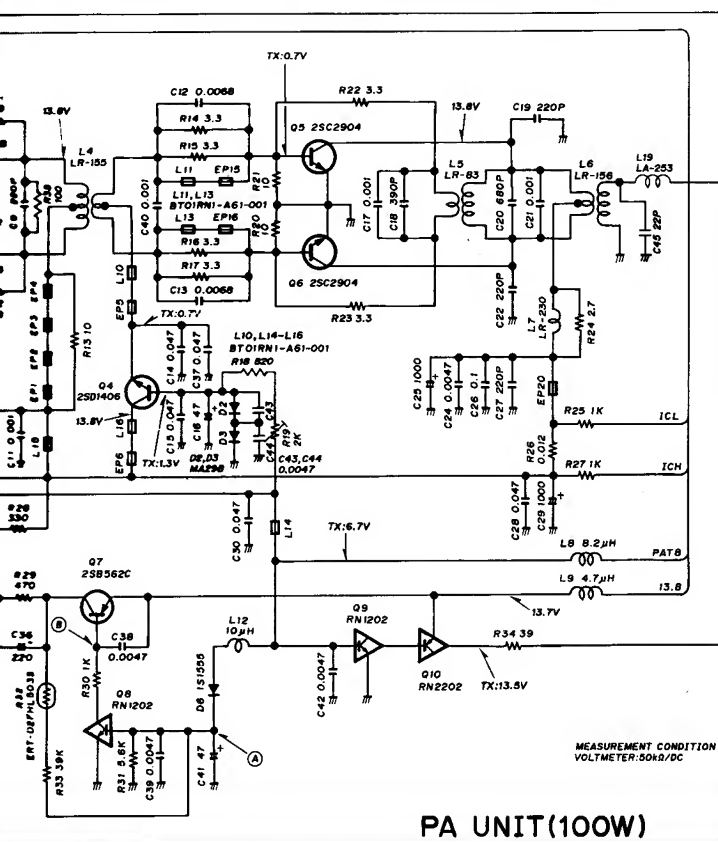 TX:0.7V
C12 0.0068
R14 3.3
R15 3.3
L11
EP15
L11, L13
BT01RN1-A61-001
L13
EP16
R16 3.3
R17 3.3
C13 0.0068
C40 0.001
13.8V
L4
LR-155
R38
100
R22 3.3
Q5 2SC2904
R21
10
R20
10
Q6 2SC2904
R23 3.3
13.8V
C19 220P
C17 0.001
C18 390P
L5
LR-83
C20 680P
C21 0.001
L6
LR-156
L19
LA-253
C45 22P
C22 220P
L7
LR-230
R24 2.7
EP4
EP3
EP2
EP1
L18
C11 0.001
R13 10
L10
EP5
TX:0.7V
Q4
2SD1406
13.8V
L16
EP6
TX:1.3V
C14 0.047
C37 0.047
C15 0.047
C16 47
+
L10, L14-L16
BT01RN1-A61-001
R18 820
D2
D3
D2, D3
MA29B
C43
C44
R19
2K
C43, C44
0.0047
C25 1000
+
C24 0.0047
C26 0.1
C27 220P
EP20
R25 1K
ICL
R26
0.012
R27 1K
ICH
C28 0.047
C29 1000
+
R28
330
C30 0.047
L14
TX:6.7V
L8 8.2μH
PAT8
L9 4.7μH
13.8
13.7V
Q7
2SB562C
R29
470
B
C36
220
C38
0.0047
R30 1K
Q8
RN1202
R32
ERT-D2FHL503S
R33 39K
R31 5.6K
C39 0.0047
C41 47
+
A
D6 1S1555
L12
10μH
C42 0.0047
Q9
RN1202
Q10
RN2202
R34 39
TX:13.5V
MEASUREMENT CONDITION
VOLTMETER:50kΩ/DC
PA UNIT(100W)